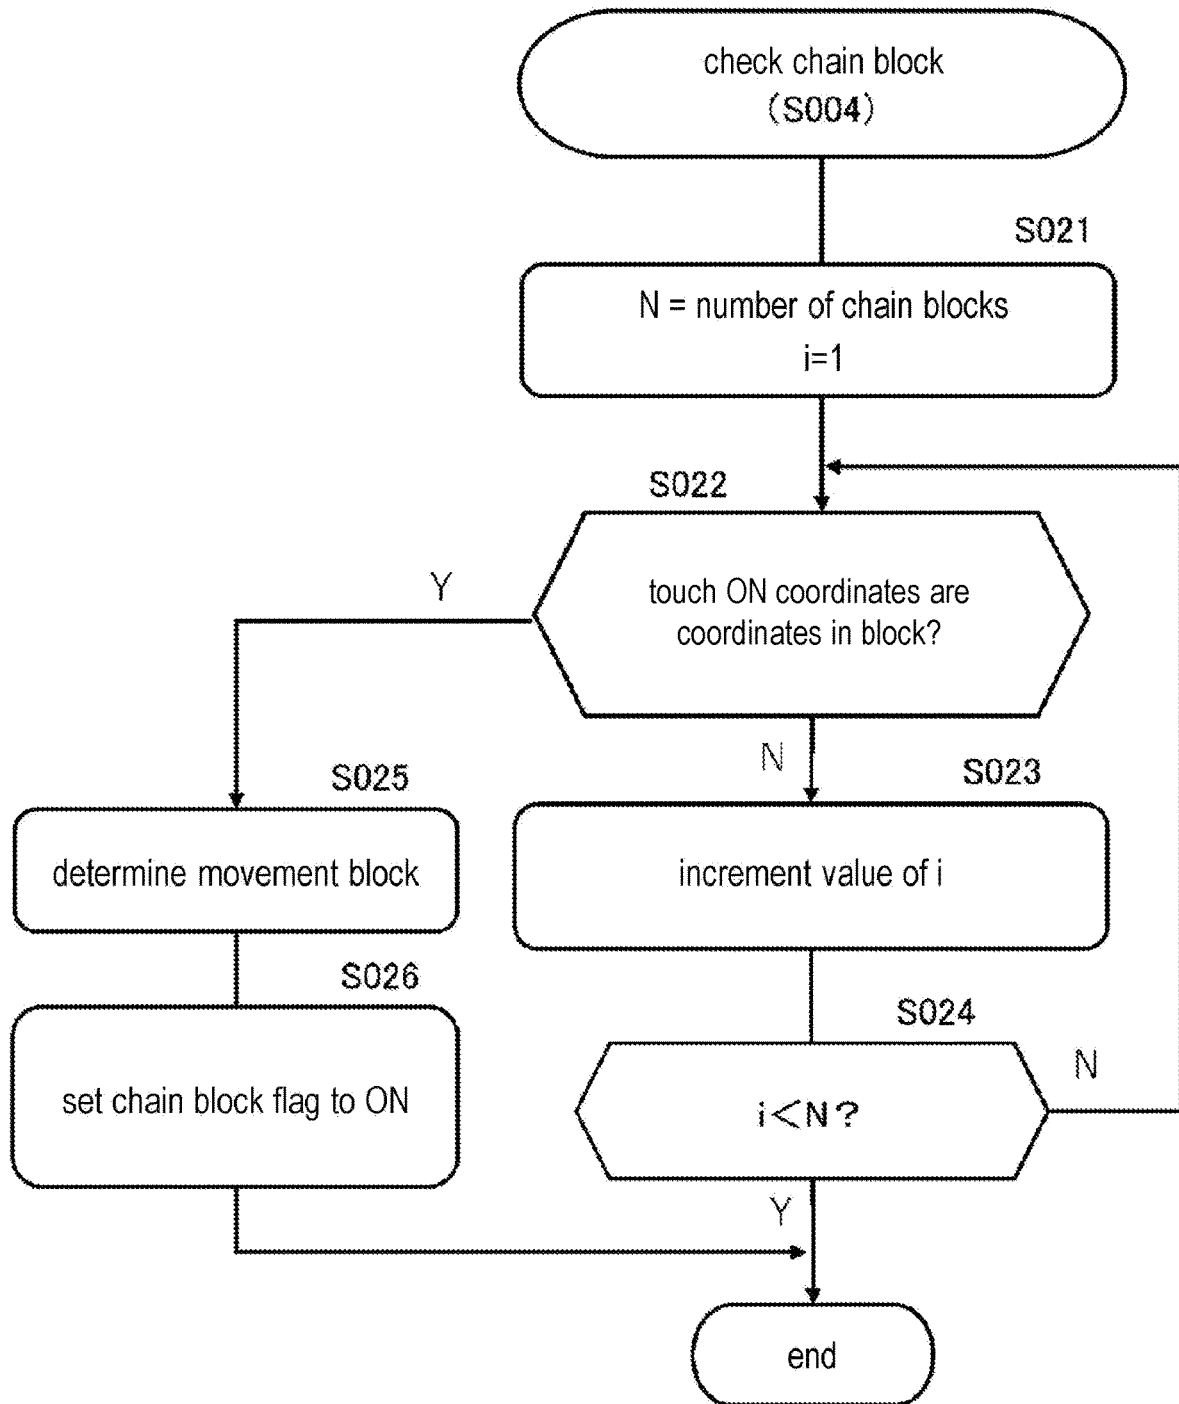 check chain block
(S004)
S021
N = number of chain blocks
i=1
S022
touch ON coordinates are
coordinates in block?
Y
N
S025
determine movement block
S023
increment value of i
S026
set chain block flag to ON
S024
i<N?
N
Y
end